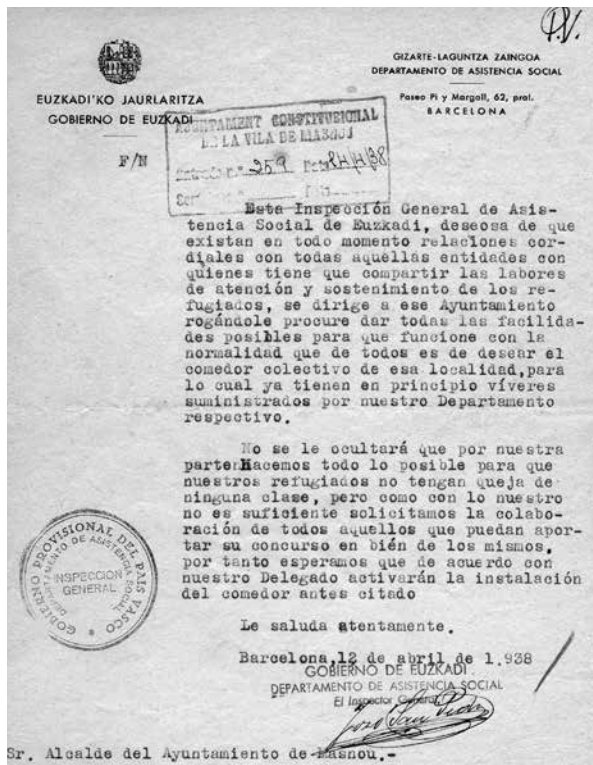 P.V.
EUZKADI'KO JAURLARITZA
GOBIERNO DE EUZKADI
GIZARTE-LAGUNTZA ZAINGOA
DEPARTAMENTO DE ASISTENCIA SOCIAL
Paseo Pi y Margall, 62, pral.
BARCELONA
F/N
AJUNTAMENT CONSTITUCIONAL
DE LA VILA DE MASNOU
259 24/4/38
Esta Inspección General de Asis-
tencia Social de Euzkadi, deseosa de que
existan en todo momento relaciones cor-
diales con todas aquellas entidades con
quienes tiene que compartir las labores
de atención y sostenimiento de los re-
fugiados, se dirige a ese Ayuntamiento
rogándole procure dar todas las facilida-
des posibles para que funcione con la
normalidad que de todos es de desear el
comedor colectivo de esa localidad,para
lo cual ya tienen en principio víveres
suministrados por nuestro Departamento
respectivo.
No se le ocultará que por nuestra
parte Hacemos todo lo posible para que
nuestros refugiados no tengan queja de
ninguna clase, pero como con lo nuestro
no es suficiente solicitamos la colabo-
ración de todos aquellos que puedan apor-
tar su concurso en bién de los mismos,
por tanto esperamos que de acuerdo con
nuestro Delegado activarán la instalación
del comedor antes citado
GOBIERNO PROVISIONAL DEL PAIS VASCO
DEPARTAMENTO DE ASISTENCIA SOCIAL
INSPECCION
GENERAL
Le saluda atentamente.
Barcelona,12 de abril de 1.938
GOBIERNO DE EUZKADI
DEPARTAMENTO DE ASISTENCIA SOCIAL
El Inspector General,
Sr. Alcalde del Ayuntamiento de Masnou.-